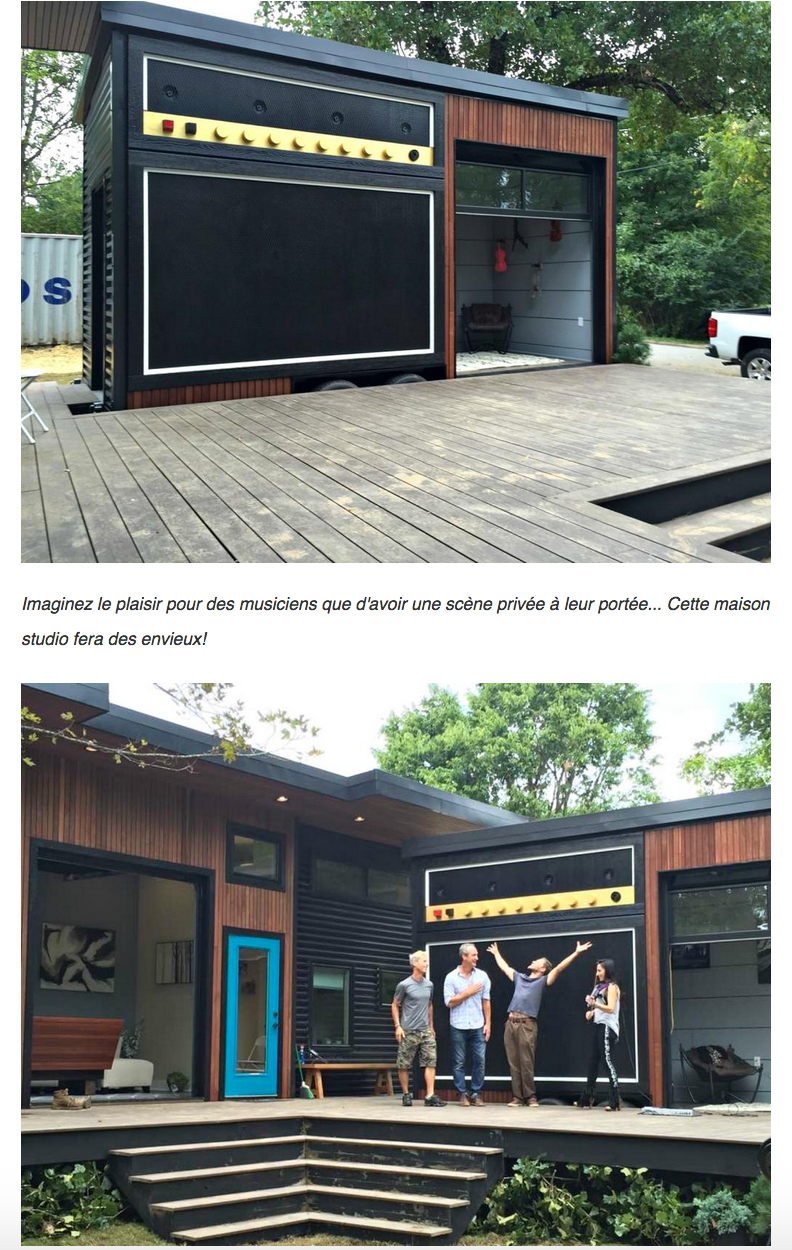 OS
Imaginez le plaisir pour des musiciens que d'avoir une scène privée à leur portée... Cette maison
studio fera des envieux!